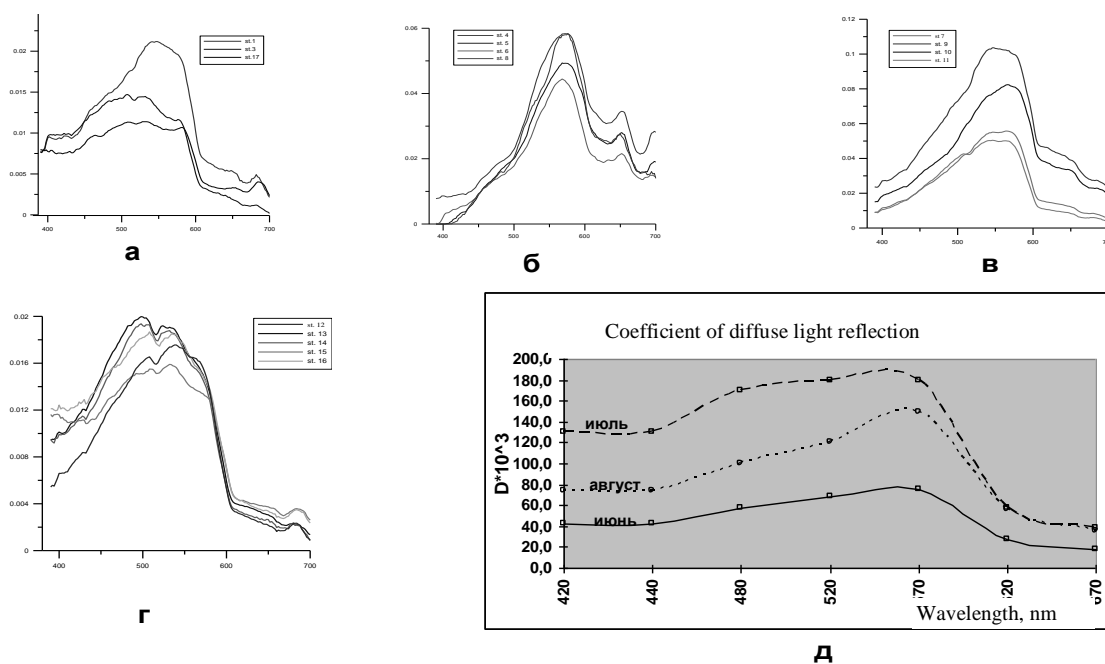 0.02
0.015
0.01
0.005
0
400
500
600
700
st.1
st.3
st.17
а
0.06
0.04
0.02
0
400
500
600
700
st. 4
st. 5
st. 6
st. 8
б
0.12
0.1
0.08
0.06
0.04
0.02
0
400
500
600
700
st 7
st. 9
st. 10
st. 11
в
0.02
0.016
0.012
0.008
0.004
0
400
500
600
700
st. 12
st. 13
st. 14
st. 15
st. 16
г
Coefficient of diffuse light reflection
D*10^3
200,0
180,0
160,0
140,0
120,0
100,0
80,0
60,0
40,0
20,0
0,0
июль
август
июнь
420
440
480
520
Wavelength, nm
д